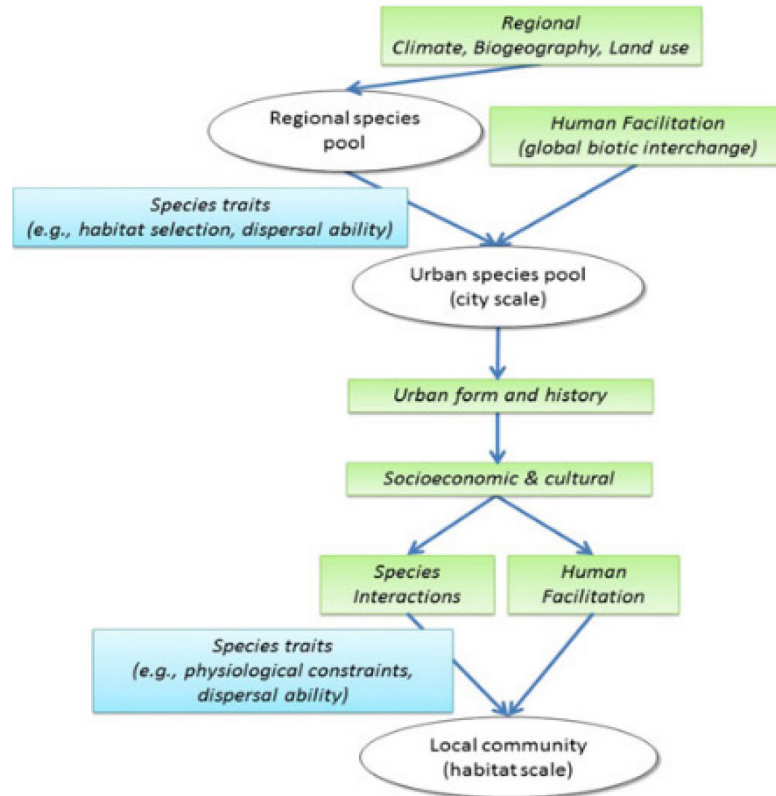 Regional
Climate, Biogeography, Land use
Regional species
pool
Human Facilitation
(global biotic interchange)
Species traits
(e.g., habitat selection, dispersal ability)
Urban species pool
(city scale)
Urban form and history
Socioeconomic & cultural
Species
Interactions
Human
Facilitation
Species traits
(e.g., physiological constraints,
dispersal ability)
Local community
(habitat scale)